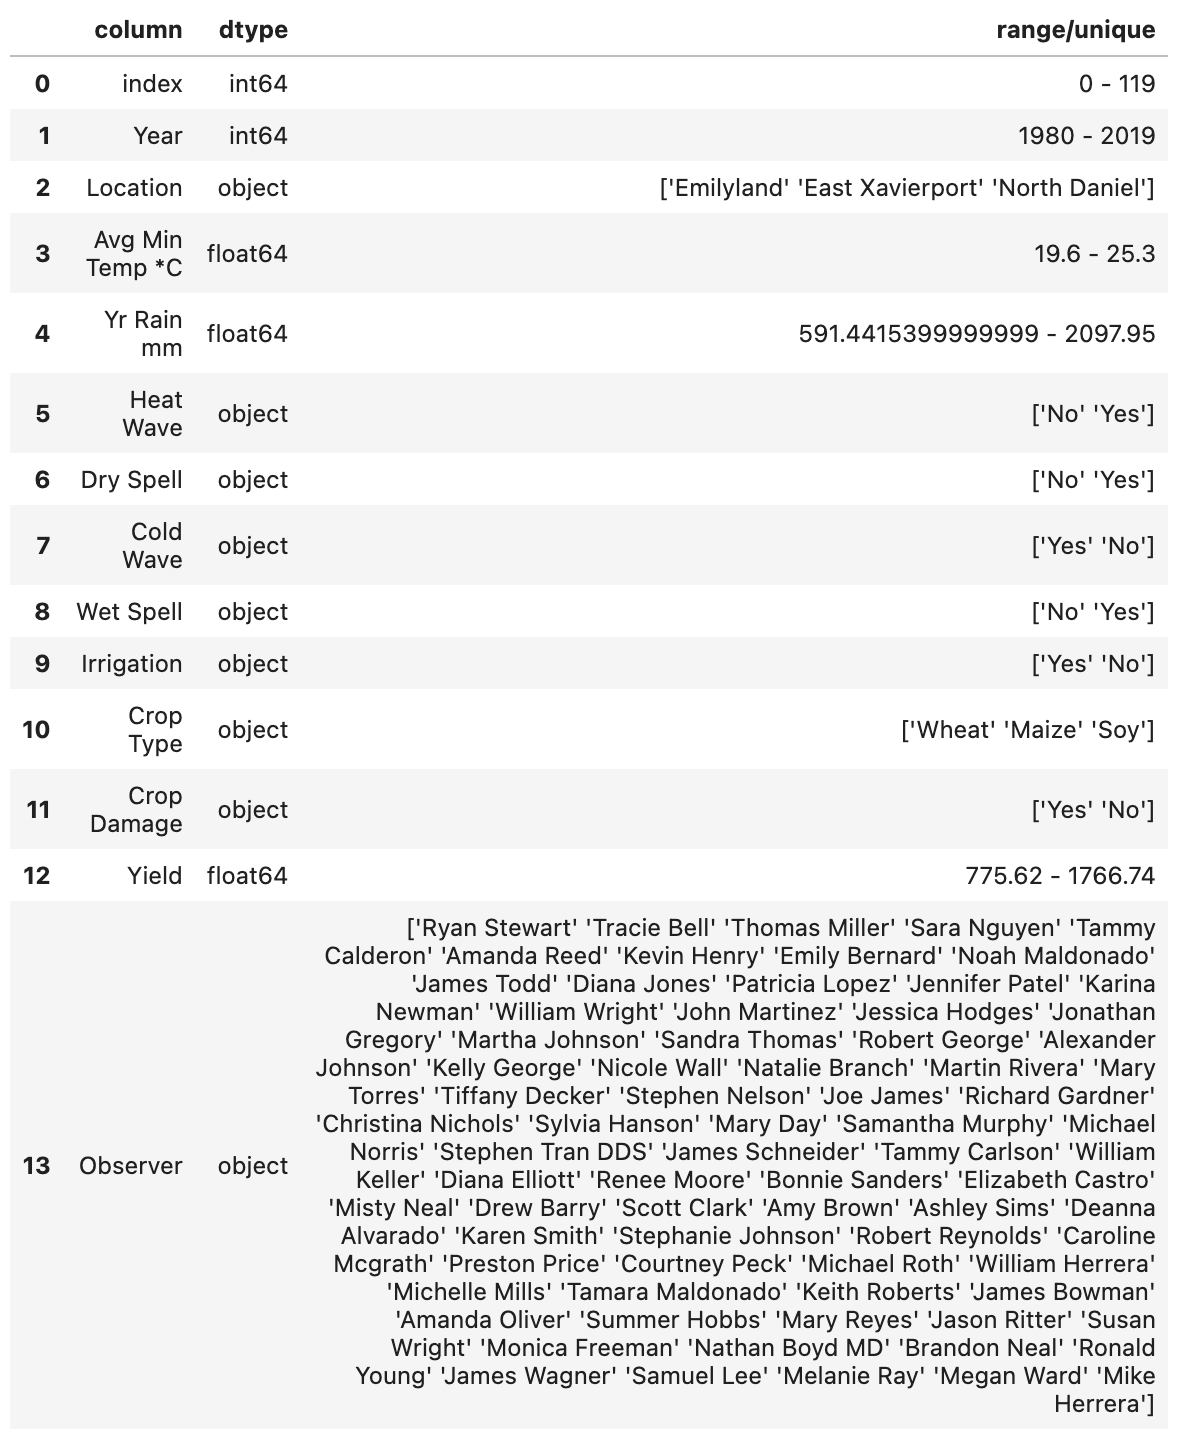 column dtype range/unique
0 index int64 0 - 119
1 Year int64 1980 - 2019
2 Location object ['Emilyland' 'East Xavierport' 'North Daniel']
3 Avg Min Temp *C float64 19.6 - 25.3
4 Yr Rain mm float64 591.4415399999999 - 2097.95
5 Heat Wave object ['No' 'Yes']
6 Dry Spell object ['No' 'Yes']
7 Cold Wave object ['Yes' 'No']
8 Wet Spell object ['No' 'Yes']
9 Irrigation object ['Yes' 'No']
10 Crop Type object ['Wheat' 'Maize' 'Soy']
11 Crop Damage object ['Yes' 'No']
12 Yield float64 775.62 - 1766.74
13 Observer object ['Ryan Stewart' 'Tracie Bell' 'Thomas Miller' 'Sara Nguyen' 'Tammy
Calderon' 'Amanda Reed' 'Kevin Henry' 'Emily Bernard' 'Noah Maldonado'
'James Todd' 'Diana Jones' 'Patricia Lopez' 'Jennifer Patel' 'Karina
Newman' 'William Wright' 'John Martinez' 'Jessica Hodges' 'Jonathan
Gregory' 'Martha Johnson' 'Sandra Thomas' 'Robert George' 'Alexander
Johnson' 'Kelly George' 'Nicole Wall' 'Natalie Branch' 'Martin Rivera' 'Mary
Torres' 'Tiffany Decker' 'Stephen Nelson' 'Joe James' 'Richard Gardner'
'Christina Nichols' 'Sylvia Hanson' 'Mary Day' 'Samantha Murphy' 'Michael
Norris' 'Stephen Tran DDS' 'James Schneider' 'Tammy Carlson' 'William
Keller' 'Diana Elliott' 'Renee Moore' 'Bonnie Sanders' 'Elizabeth Castro'
'Misty Neal' 'Drew Barry' 'Scott Clark' 'Amy Brown' 'Ashley Sims' 'Deanna
Alvarado' 'Karen Smith' 'Stephanie Johnson' 'Robert Reynolds' 'Caroline
Mcgrath' 'Preston Price' 'Courtney Peck' 'Michael Roth' 'William Herrera'
'Michelle Mills' 'Tamara Maldonado' 'Keith Roberts' 'James Bowman'
'Amanda Oliver' 'Summer Hobbs' 'Mary Reyes' 'Jason Ritter' 'Susan
Wright' 'Monica Freeman' 'Nathan Boyd MD' 'Brandon Neal' 'Ronald
Young' 'James Wagner' 'Samuel Lee' 'Melanie Ray' 'Megan Ward' 'Mike
Herrera']